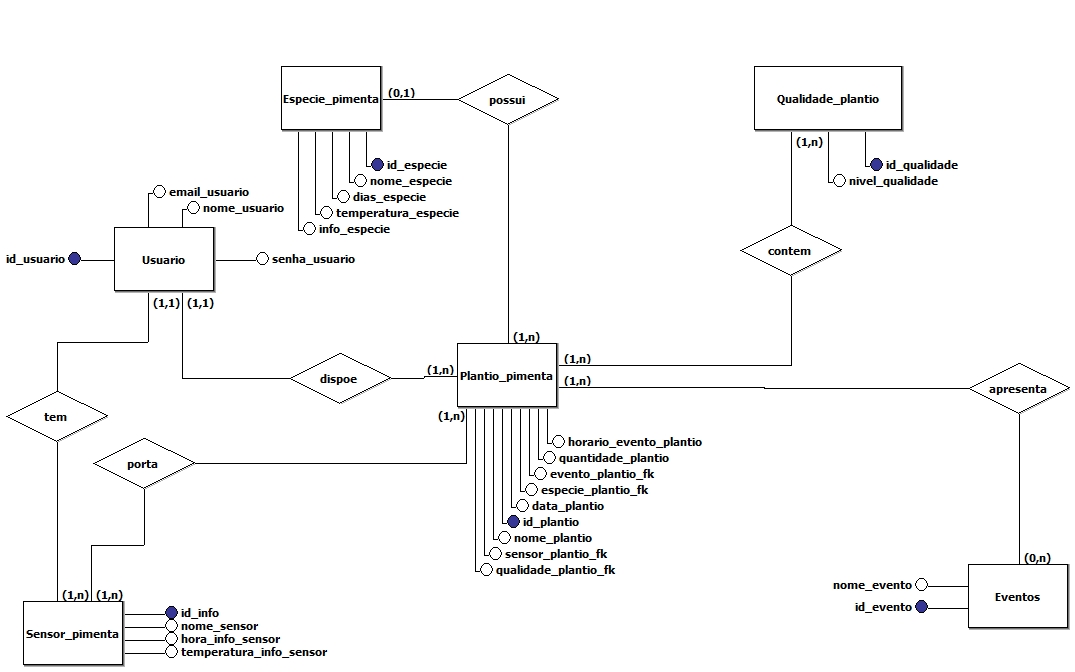 Especie_pimenta
(0,1)
possui
Qualidade_plantio
(1,n)
id_especie
nome_especie
dias_especie
temperatura_especie
info_especie
id_qualidade
nivel_qualidade
email_usuario
nome_usuario
id_usuario
Usuario
senha_usuario
contem
(1,1)
(1,1)
(1,n)
dispoe
(1,n)
Plantio_pimenta
(1,n)
(1,n)
apresenta
tem
(1,n)
porta
horario_evento_plantio
quantidade_plantio
evento_plantio_fk
especie_plantio_fk
data_plantio
id_plantio
nome_plantio
sensor_plantio_fk
qualidade_plantio_fk
(0,n)
nome_evento
id_evento
Eventos
(1,n)
(1,n)
Sensor_pimenta
id_info
nome_sensor
hora_info_sensor
temperatura_info_sensor